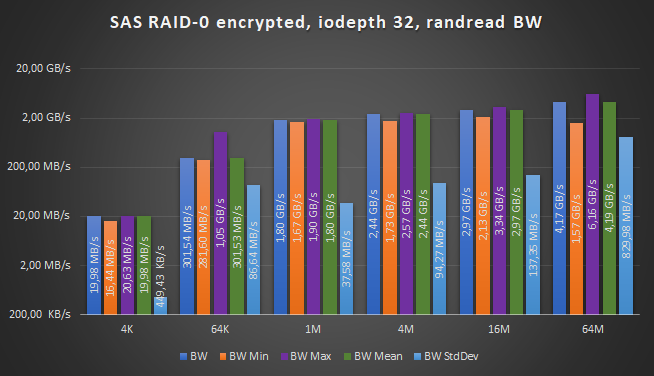 SAS RAID-0 encrypted, iodepth 32, randread BW
20,00 GB/s
2,00 GB/s
200,00 MB/s
20,00 MB/s
2,00 MB/s
200,00 KB/s
19,98 MB/s
16,44 MB/s
20,63 MB/s
19,98 MB/s
449,43 KB/s
301,54 MB/s
281,60 MB/s
1,05 GB/s
301,53 MB/s
86,64 MB/s
1,80 GB/s
1,67 GB/s
1,90 GB/s
1,80 GB/s
37,58 MB/s
2,44 GB/s
1,73 GB/s
2,57 GB/s
2,44 GB/s
94,27 MB/s
2,97 GB/s
2,13 GB/s
3,34 GB/s
2,97 GB/s
137,35 MB/s
4,17 GB/s
1,57 GB/s
6,16 GB/s
4,19 GB/s
829,98 MB/s
4K 64K 1M 4M 16M 64M
BW BW Min BW Max BW Mean BW StdDev